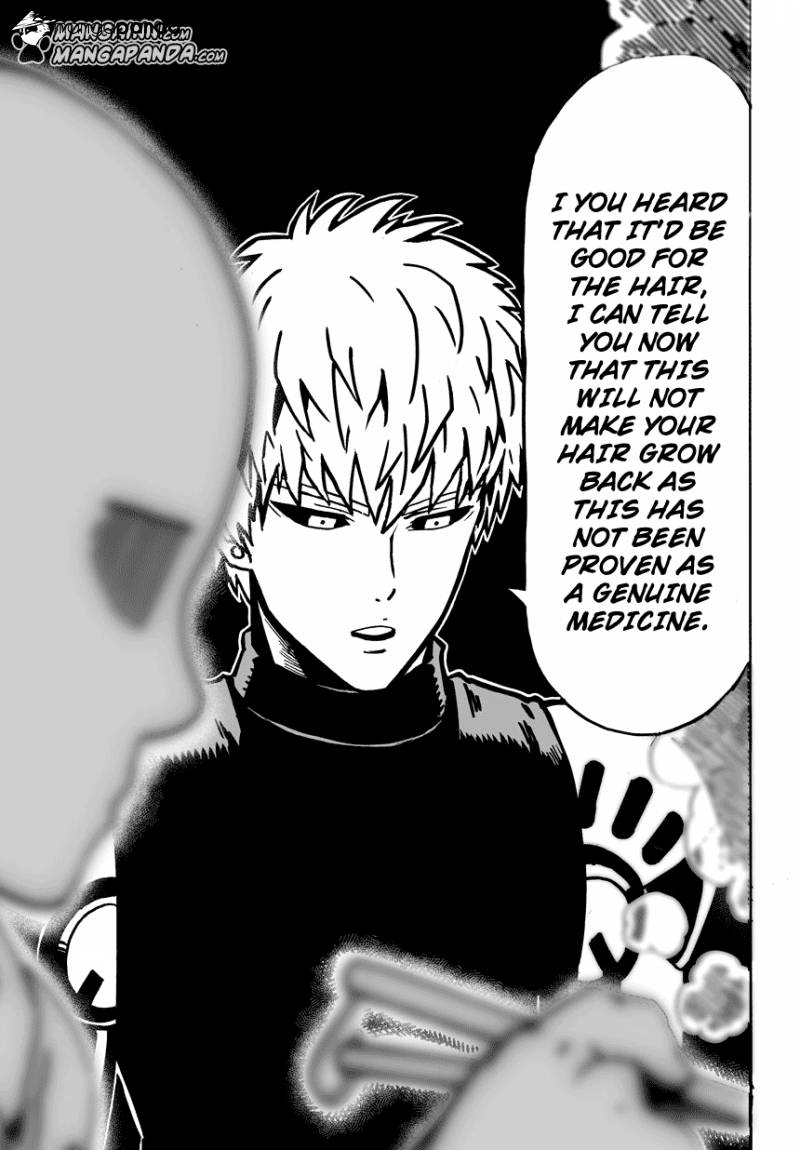 MANGAPANDA.COM
I YOU HEARD
THAT IT'D BE
GOOD FOR
THE HAIR,
I CAN TELL
YOU NOW
THAT THIS
WILL NOT
MAKE YOUR
HAIR GROW
BACK AS
THIS HAS
NOT BEEN
PROVEN AS
A GENUINE
MEDICINE.